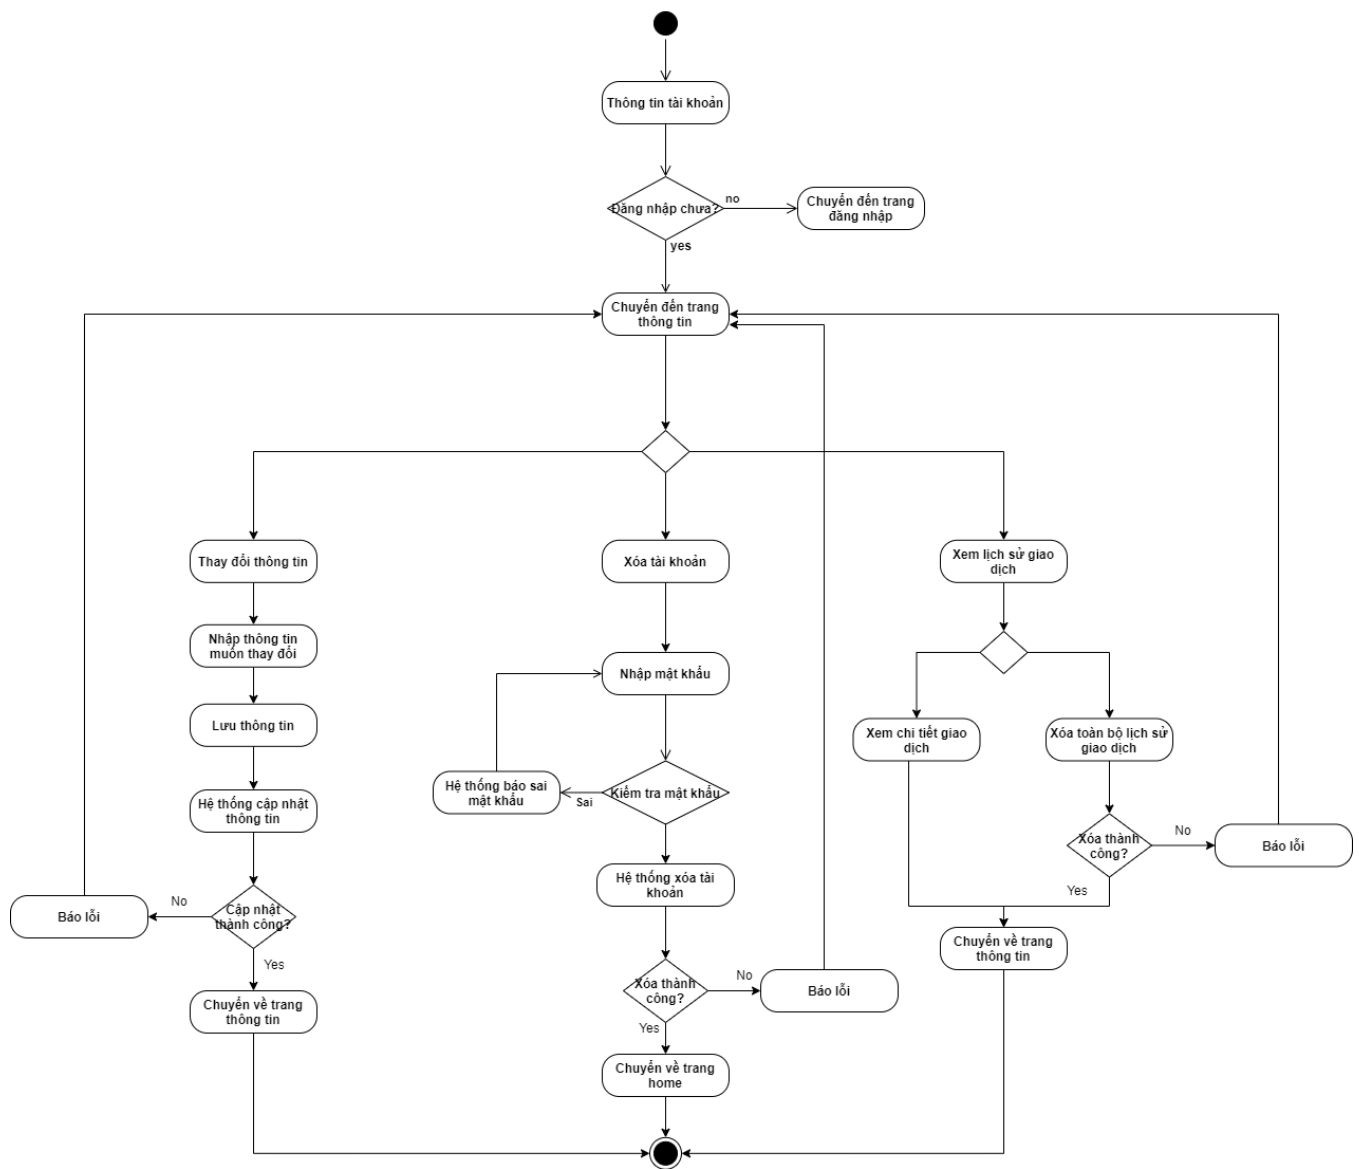 Thông tin tài khoản
Đăng nhập chưa?
no
Chuyển đến trang
đăng nhập
yes
Chuyển đến trang
thông tin
Thay đổi thông tin
Xóa tài khoản
Xem lịch sử giao
dịch
Nhập thông tin
muốn thay đổi
Nhập mật khẩu
Lưu thông tin
Xem chi tiết giao
dịch
Xóa toàn bộ lịch sử
giao dịch
Hệ thống báo sai
mật khẩu
Sai
Kiểm tra mật khẩu
Hệ thống cập nhật
thông tin
Xóa thành
công?
No
Báo lỗi
Hệ thống xóa tài
khoản
Yes
Báo lỗi
No
Cập nhật
thành công?
Yes
Chuyển về trang
thông tin
Xóa thành
công?
No
Báo lỗi
Chuyển về trang
thông tin
Yes
Chuyển về trang
home